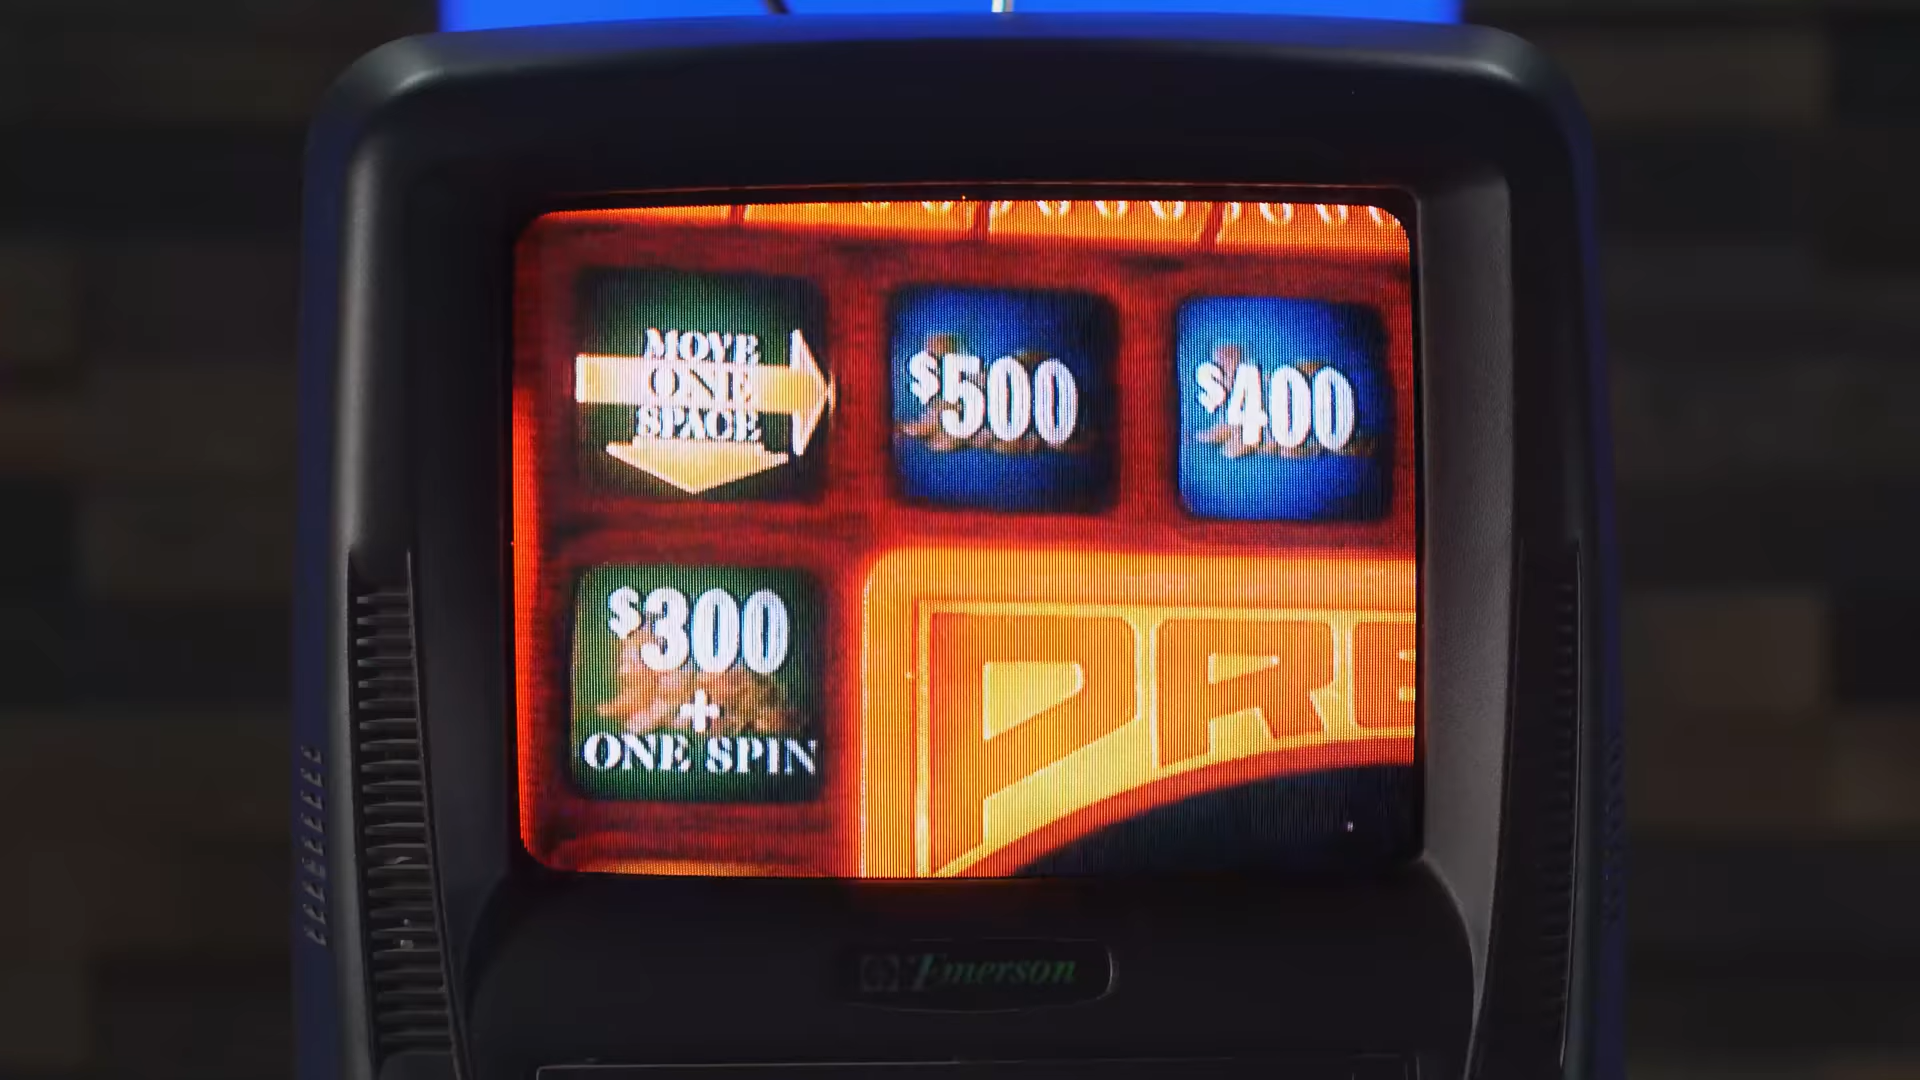 MOVE
ONE
SPACE
$500
$400
$300
+
ONE SPIN
PRE
Emerson